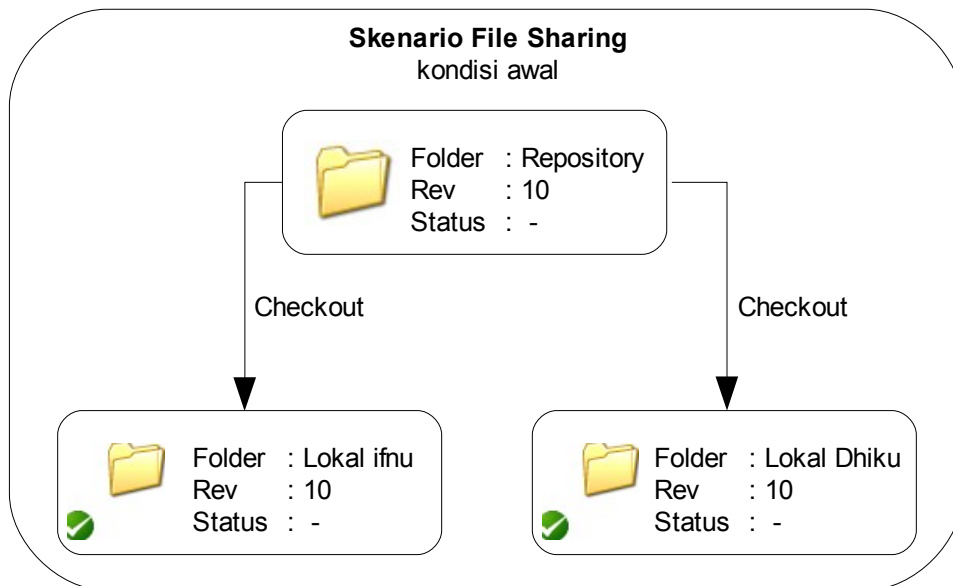 Skenario File Sharing
kondisi awal
Folder : Repository
Rev : 10
Status : -
Checkout
Checkout
Folder : Lokal ifnu
Rev : 10
Status : -
Folder : Lokal Dhiku
Rev : 10
Status : -